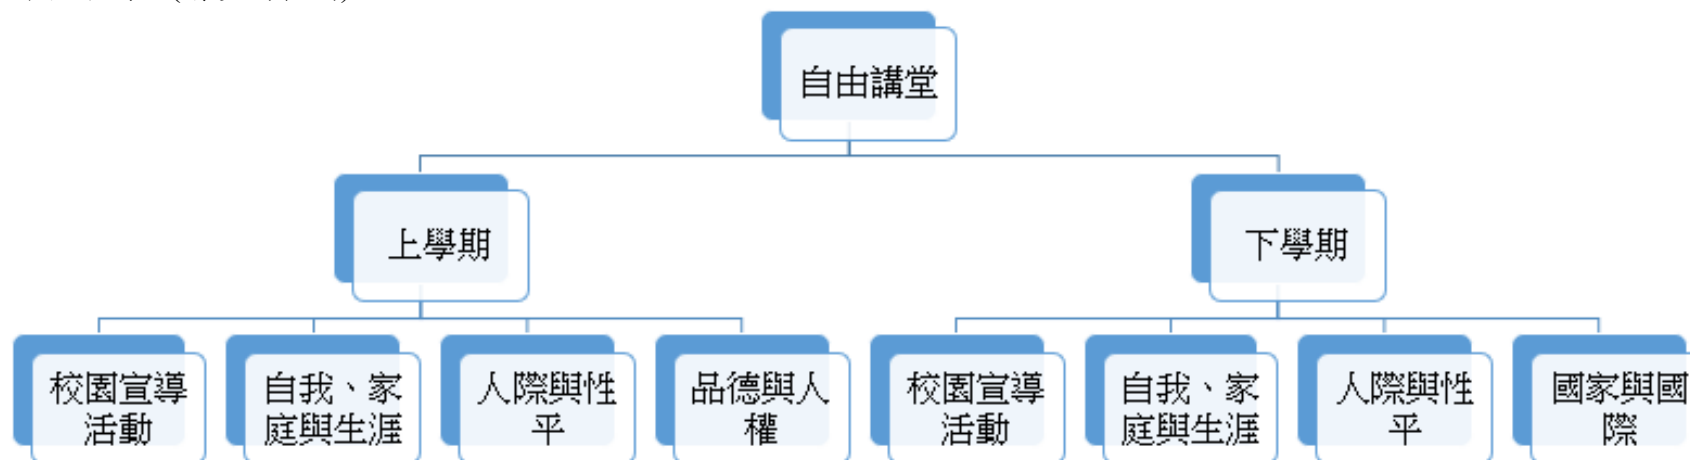 自由講堂
上學期
下學期
校園宣導
活動
自我、家
庭與生涯
人際與性
平
品德與人
權
校園宣導
活動
自我、家
庭與生涯
人際與性
平
國家與國
際